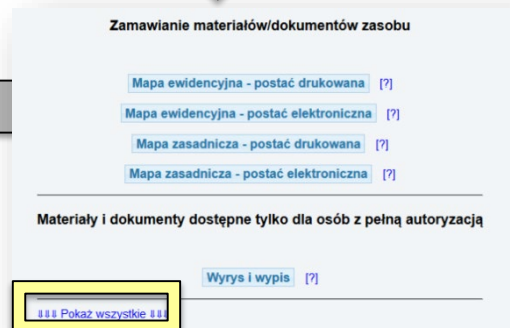 Zamawianie materiałów/dokumentów zasobu
Mapa ewidencyjna - postać drukowana [?]
Mapa ewidencyjna - postać elektroniczna [?]
Mapa zasadnicza - postać drukowana [?]
Mapa zasadnicza - postać elektroniczna [?]
Materiały i dokumenty dostępne tylko dla osób z pełną autoryzacją
Wyrys i wypis [?]
⇓⇓⇓ Pokaż wszystkie ⇓⇓⇓